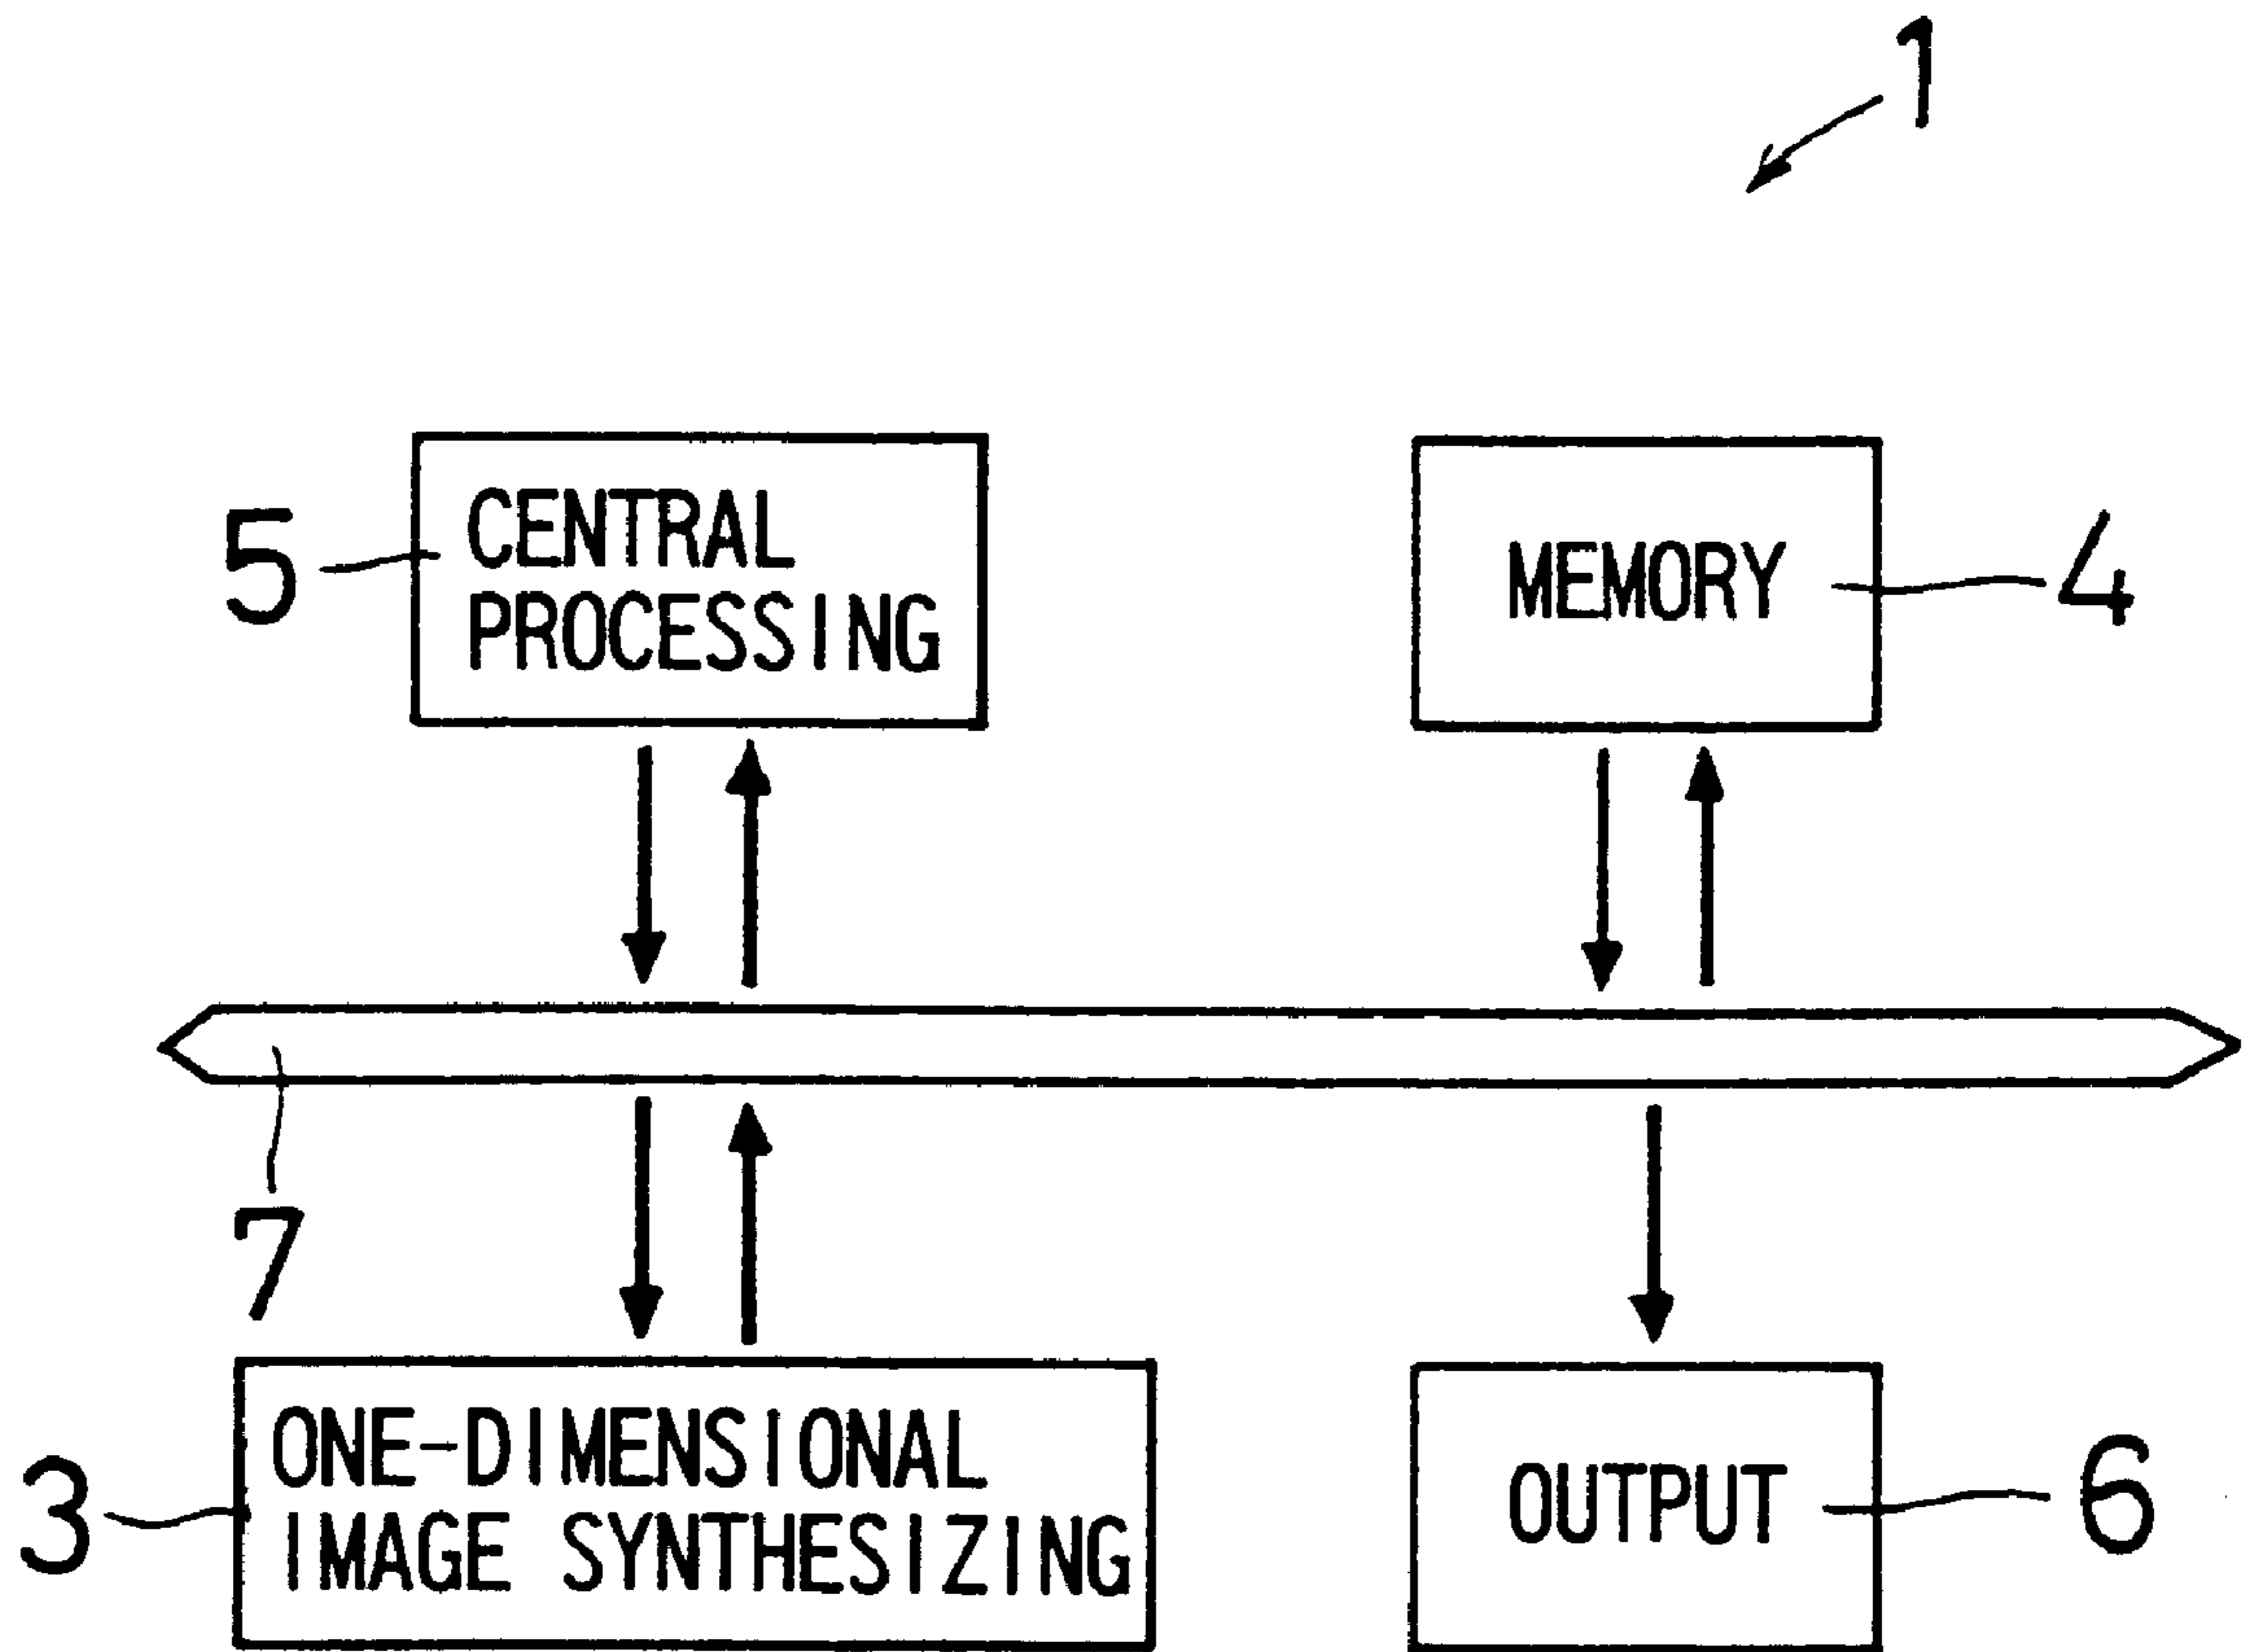 1
CENTRAL
PROCESSING
5
MEMORY
4
7
ONE-DIMENSIONAL
IMAGE SYNTHESIZING
3
OUTPUT
6